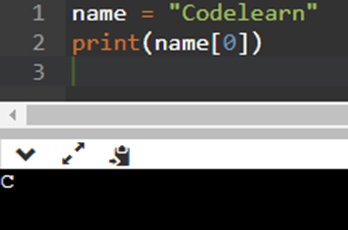 1 name = "Codelearn"
2 print(name[0])
3
C